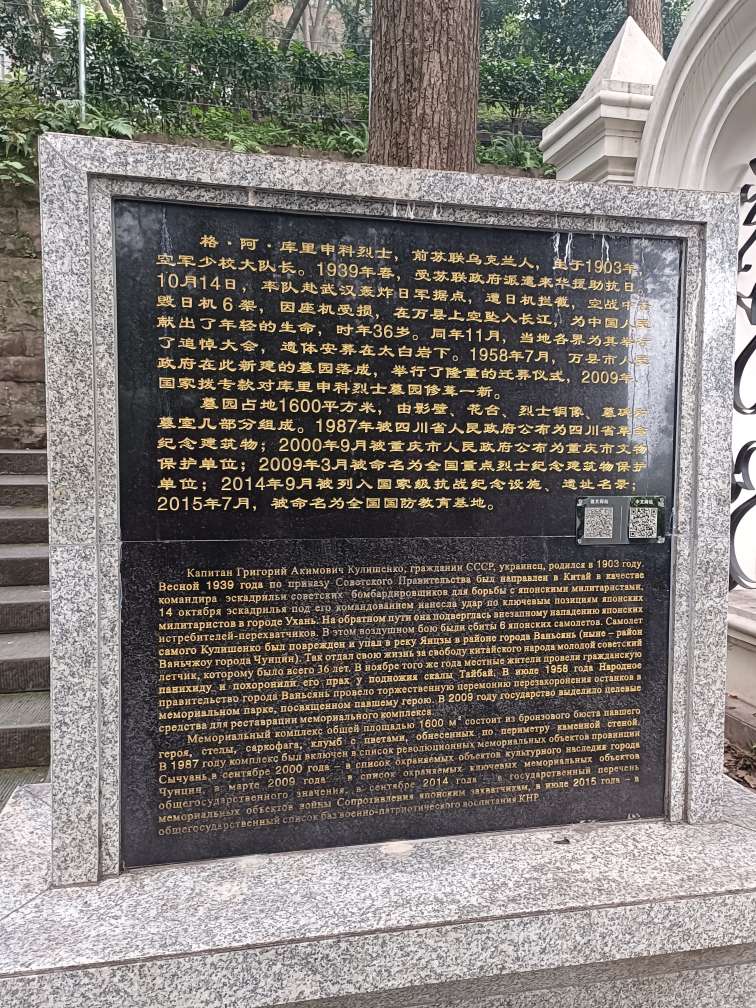 格·阿·库里申科烈士，前苏联乌克兰人，生于1903年，
空军少校大队长。1939年春，受苏联政府派遣来华援助抗日。
10月14日，率队赴武汉轰炸日军据点，遭日机拦截，空战中
毁日机6架，因座机受损，在万县上空坠入长江，为中国人民
献出了年轻的生命，时年36岁。同年11月，当地各界为其举行
了追悼大会，遗体安葬在太白岩下。1958年7月，万县市人民
政府在此新建的墓园落成，举行了隆重的迁葬仪式，2009年
国家拨专款对库里申科烈士墓园修葺一新。
墓园占地1600平方米，由影壁、花台、烈士铜像、墓碑
墓室几部分组成。1987年被四川省人民政府公布为四川省革命
纪念建筑物；2000年9月被重庆市人民政府公布为重庆市文物
保护单位；2009年3月被命名为全国重点烈士纪念建筑物保护
单位；2014年9月被列入国家级抗战纪念设施、遗址名录；
2015年7月，被命名为全国国防教育基地。
俄文网站 中文网站
Капитан Григорий Акимович Кулишенко, гражданин СССР, украинец, родился в 1903 году.
Весной 1939 года по приказу Советского Правительства был направлен в Китай в качестве
командира эскадрильи советских бомбардировщиков для борьбы с японскими милитаристами,
14 октября эскадрилья под его командованием нанесла удар по ключевым позициям японских
милитаристов в городе Ухань. На обратном пути она подверглась внезапному нападению японских
истребителей-перехватчиков. В этом воздушном бою были сбиты 6 японских самолетов. Самолет
самого Кулишенко был поврежден и упал в реку Янцзы в районе города Ваньсянь (ныне – район
Ваньчжоу города Чунцин). Так отдал свою жизнь за свободу китайского народа молодой советский
летчик, которому было всего 36 лет. В ноябре того же года местные жители провели гражданскую
панихиду и похоронили его прах у подножия скалы Тайбай. В июле 1958 года Народное
правительство города Ваньсянь провело торжественную церемонию перезахоронения останков в
мемориальном парке, посвященном павшему герою. В 2009 году государство выделило целевые
средства для реставрации мемориального комплекса.
Мемориальный комплекс общей площадью 1600 м² состоит из бронзового бюста павшего
героя, стелы, саркофага, клумб с цветами, обнесенных по периметру каменной стеной.
В 1987 году комплекс был включен в список революционных мемориальных объектов провинции
Сычуань, в сентябре 2000 года – в список охраняемых объектов культурного наследия города
Чунцин, в марте 2009 года – в список охраняемых ключевых мемориальных объектов
общегосударственного значения, в сентябре 2014 года – в государственный перечень
мемориальных объектов войны Сопротивления японским захватчикам, в июле 2015 года – в
общегосударственный список баз военно-патриотического воспитания КНР.